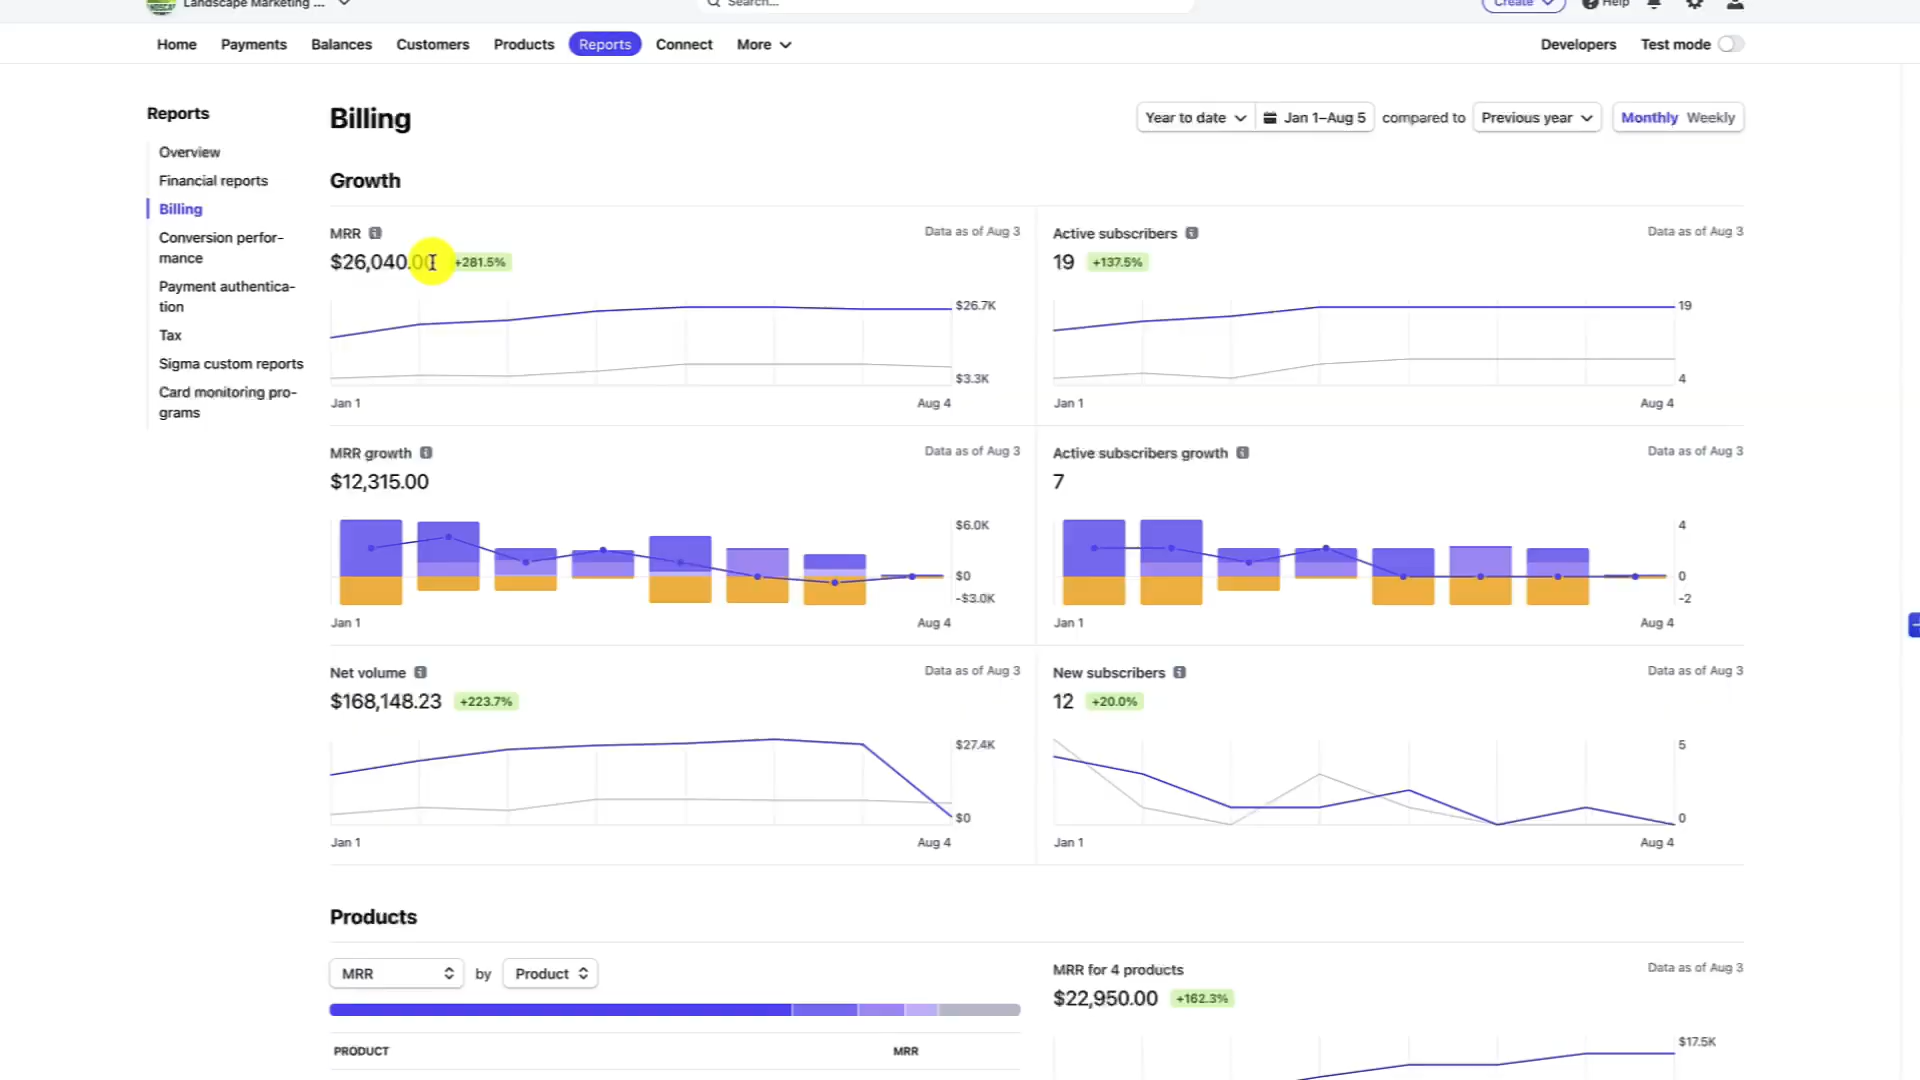 Landscape Marketing ...
Search...
Create
Help
Home
Payments
Balances
Customers
Products
Reports
Connect
More
Developers
Test mode
Reports
Overview
Financial reports
Billing
Conversion perfor-
mance
Payment authentica-
tion
Tax
Sigma custom reports
Card monitoring pro-
grams
Billing
Year to date
Jan 1–Aug 5
compared to
Previous year
Monthly
Weekly
Growth
MRR
Data as of Aug 3
$26,040.00
+281.5%
$26.7K
$3.3K
Jan 1
Aug 4
Active subscribers
Data as of Aug 3
19
+137.5%
19
4
Jan 1
Aug 4
MRR growth
Data as of Aug 3
$12,315.00
$6.0K
$0
-$3.0K
Jan 1
Aug 4
Active subscribers growth
Data as of Aug 3
7
4
0
-2
Jan 1
Aug 4
Net volume
Data as of Aug 3
$168,148.23
+223.7%
$27.4K
$0
Jan 1
Aug 4
New subscribers
Data as of Aug 3
12
+20.0%
5
0
Jan 1
Aug 4
Products
MRR
by
Product
PRODUCT
MRR
MRR for 4 products
Data as of Aug 3
$22,950.00
+162.3%
$17.5K